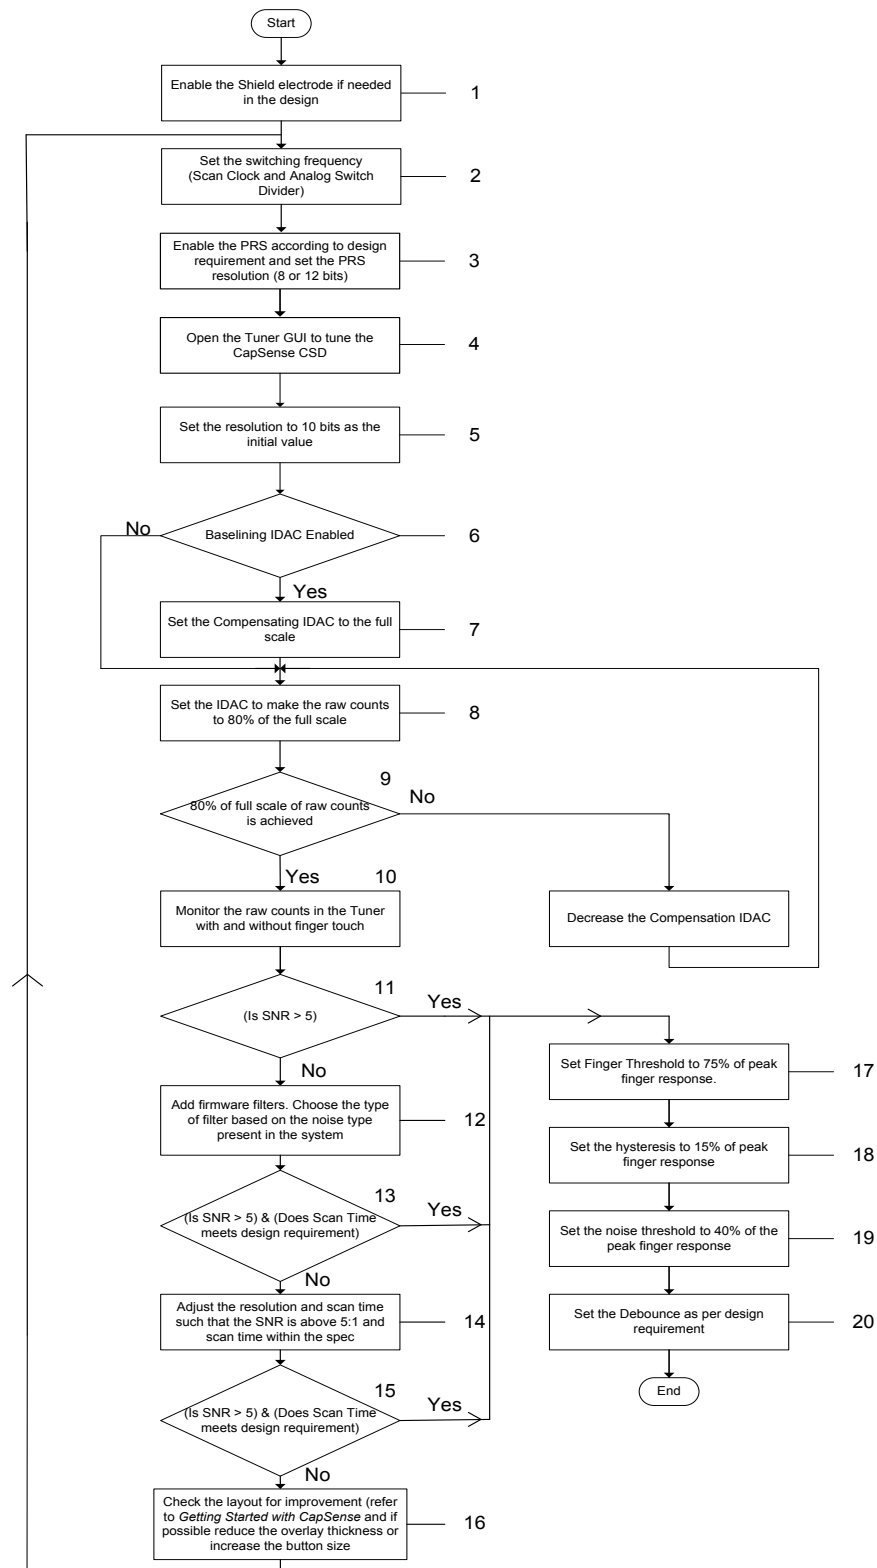 Start
Enable the Shield electrode if needed
in the design
1
Set the switching frequency
(Scan Clock and Analog Switch
Divider)
2
Enable the PRS according to design
requirement and set the PRS
resolution (8 or 12 bits)
3
Open the Tuner GUI to tune the
CapSense CSD
4
Set the resolution to 10 bits as the
initial value
5
No
Baselining IDAC Enabled
6
Yes
Set the Compensating IDAC to the full
scale
7
Set the IDAC to make the raw counts
to 80% of the full scale
8
9
80% of full scale of raw counts
is achieved
No
Yes
10
Monitor the raw counts in the Tuner
with and without finger touch
Decrease the Compensation IDAC
11
(Is SNR > 5)
Yes
No
Add firmware filters. Choose the type
of filter based on the noise type
present in the system
12
13
(Is SNR > 5) & (Does Scan Time
meets design requirement)
Yes
No
Adjust the resolution and scan time
such that the SNR is above 5:1 and
scan time within the spec
14
15
(Is SNR > 5) & (Does Scan Time
meets design requirement)
Yes
No
Check the layout for improvement (refer
to Getting Started with CapSense and if
possible reduce the overlay thickness or
increase the button size
16
Set Finger Threshold to 75% of peak
finger response.
17
Set the hysteresis to 15% of peak
finger response
18
Set the noise threshold to 40% of the
peak finger response
19
Set the Debounce as per design
requirement
20
End